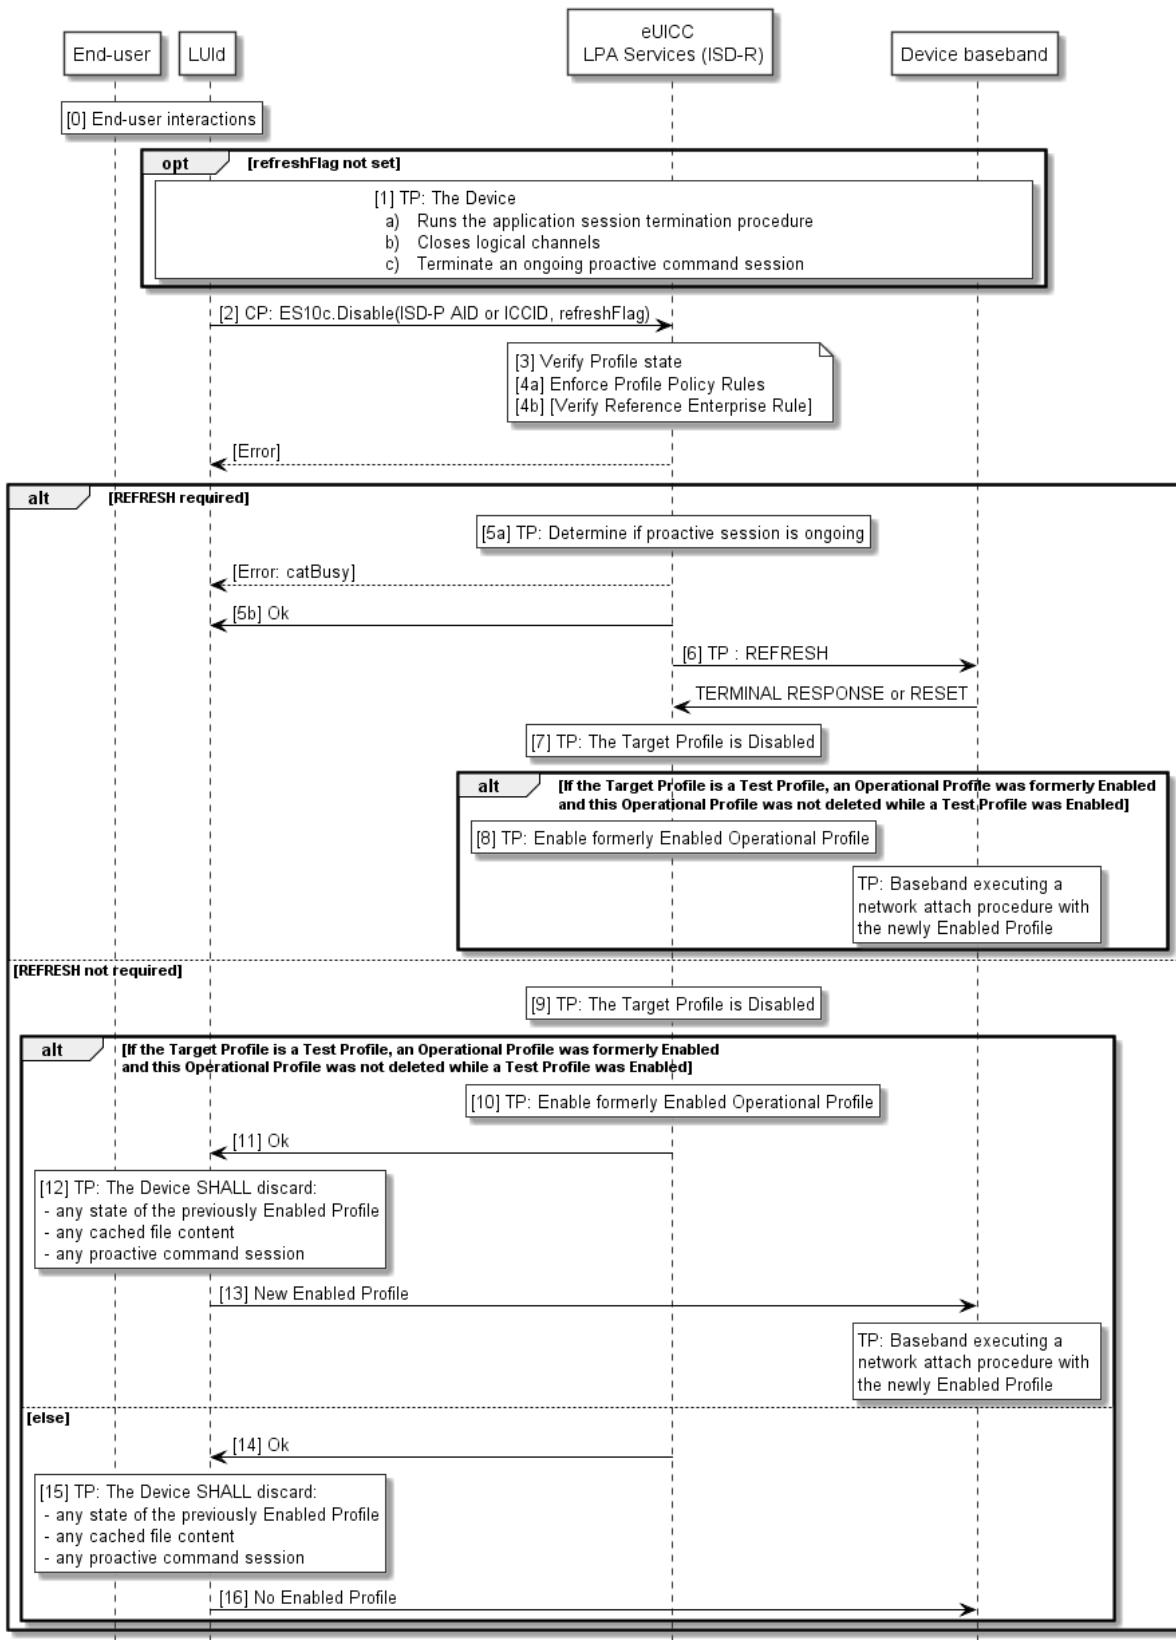 End-user
LUId
eUICC
LPA Services (ISD-R)
Device baseband
[0] End-user interactions
opt
[refreshFlag not set]
[1] TP: The Device
a) Runs the application session termination procedure
b) Closes logical channels
c) Terminate an ongoing proactive command session
[2] CP: ES10c.Disable(ISD-P AID or ICCID, refreshFlag)
[3] Verify Profile state
[4a] Enforce Profile Policy Rules
[4b] [Verify Reference Enterprise Rule]
[Error]
alt
[REFRESH required]
[5a] TP: Determine if proactive session is ongoing
[Error: catBusy]
[5b] Ok
[6] TP : REFRESH
TERMINAL RESPONSE or RESET
[7] TP: The Target Profile is Disabled
alt
[If the Target Profile is a Test Profile, an Operational Profile was formerly Enabled
and this Operational Profile was not deleted while a Test Profile was Enabled]
[8] TP: Enable formerly Enabled Operational Profile
TP: Baseband executing a
network attach procedure with
the newly Enabled Profile
[REFRESH not required]
[9] TP: The Target Profile is Disabled
alt
[If the Target Profile is a Test Profile, an Operational Profile was formerly Enabled
and this Operational Profile was not deleted while a Test Profile was Enabled]
[10] TP: Enable formerly Enabled Operational Profile
[11] Ok
[12] TP: The Device SHALL discard:
- any state of the previously Enabled Profile
- any cached file content
- any proactive command session
[13] New Enabled Profile
TP: Baseband executing a
network attach procedure with
the newly Enabled Profile
[else]
[14] Ok
[15] TP: The Device SHALL discard:
- any state of the previously Enabled Profile
- any cached file content
- any proactive command session
[16] No Enabled Profile